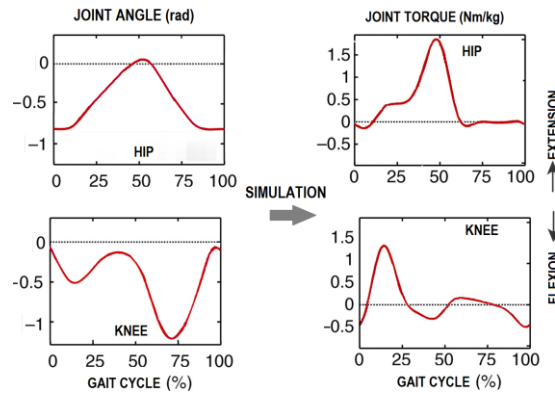 JOINT ANGLE (rad)
JOINT TORQUE (Nm/kg)
0
-0.5
-1
HIP
0 25 50 75 100
1.5
1
0.5
0
-0.5
HIP
0 25 50 75 100
SIMULATION
EXTENSION
FLEXION
0
-0.5
-1
KNEE
0 25 50 75 100
GAIT CYCLE (%)
1.5
1
0.5
0
-0.5
KNEE
0 25 50 75 100
GAIT CYCLE (%)